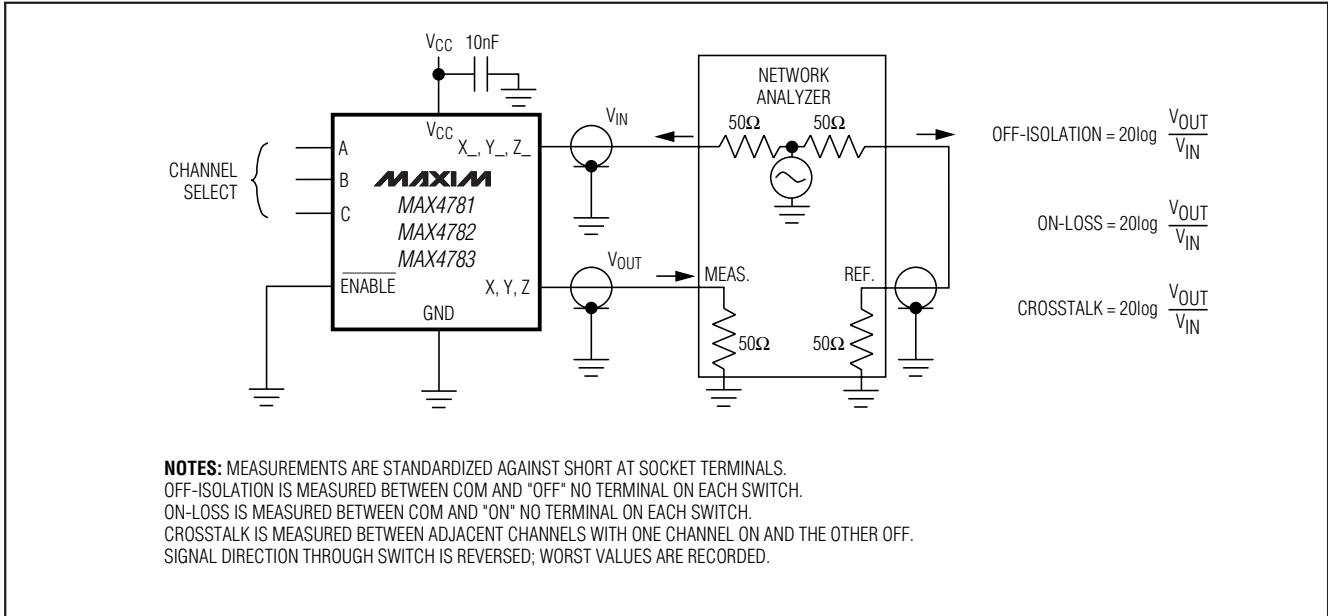 VCC 10nF
VCC
CHANNEL
SELECT
A
B
C
ENABLE
GND
X_, Y_, Z_
X, Y, Z
MAXIM
MAX4781
MAX4782
MAX4783
VIN
VOUT
NETWORK
ANALYZER
50Ω 50Ω
MEAS. REF.
50Ω 50Ω
OFF-ISOLATION = 20log VOUT
VIN
ON-LOSS = 20log VOUT
VIN
CROSSTALK = 20log VOUT
VIN
NOTES: MEASUREMENTS ARE STANDARDIZED AGAINST SHORT AT SOCKET TERMINALS.
OFF-ISOLATION IS MEASURED BETWEEN COM AND "OFF" NO TERMINAL ON EACH SWITCH.
ON-LOSS IS MEASURED BETWEEN COM AND "ON" NO TERMINAL ON EACH SWITCH.
CROSSTALK IS MEASURED BETWEEN ADJACENT CHANNELS WITH ONE CHANNEL ON AND THE OTHER OFF.
SIGNAL DIRECTION THROUGH SWITCH IS REVERSED; WORST VALUES ARE RECORDED.